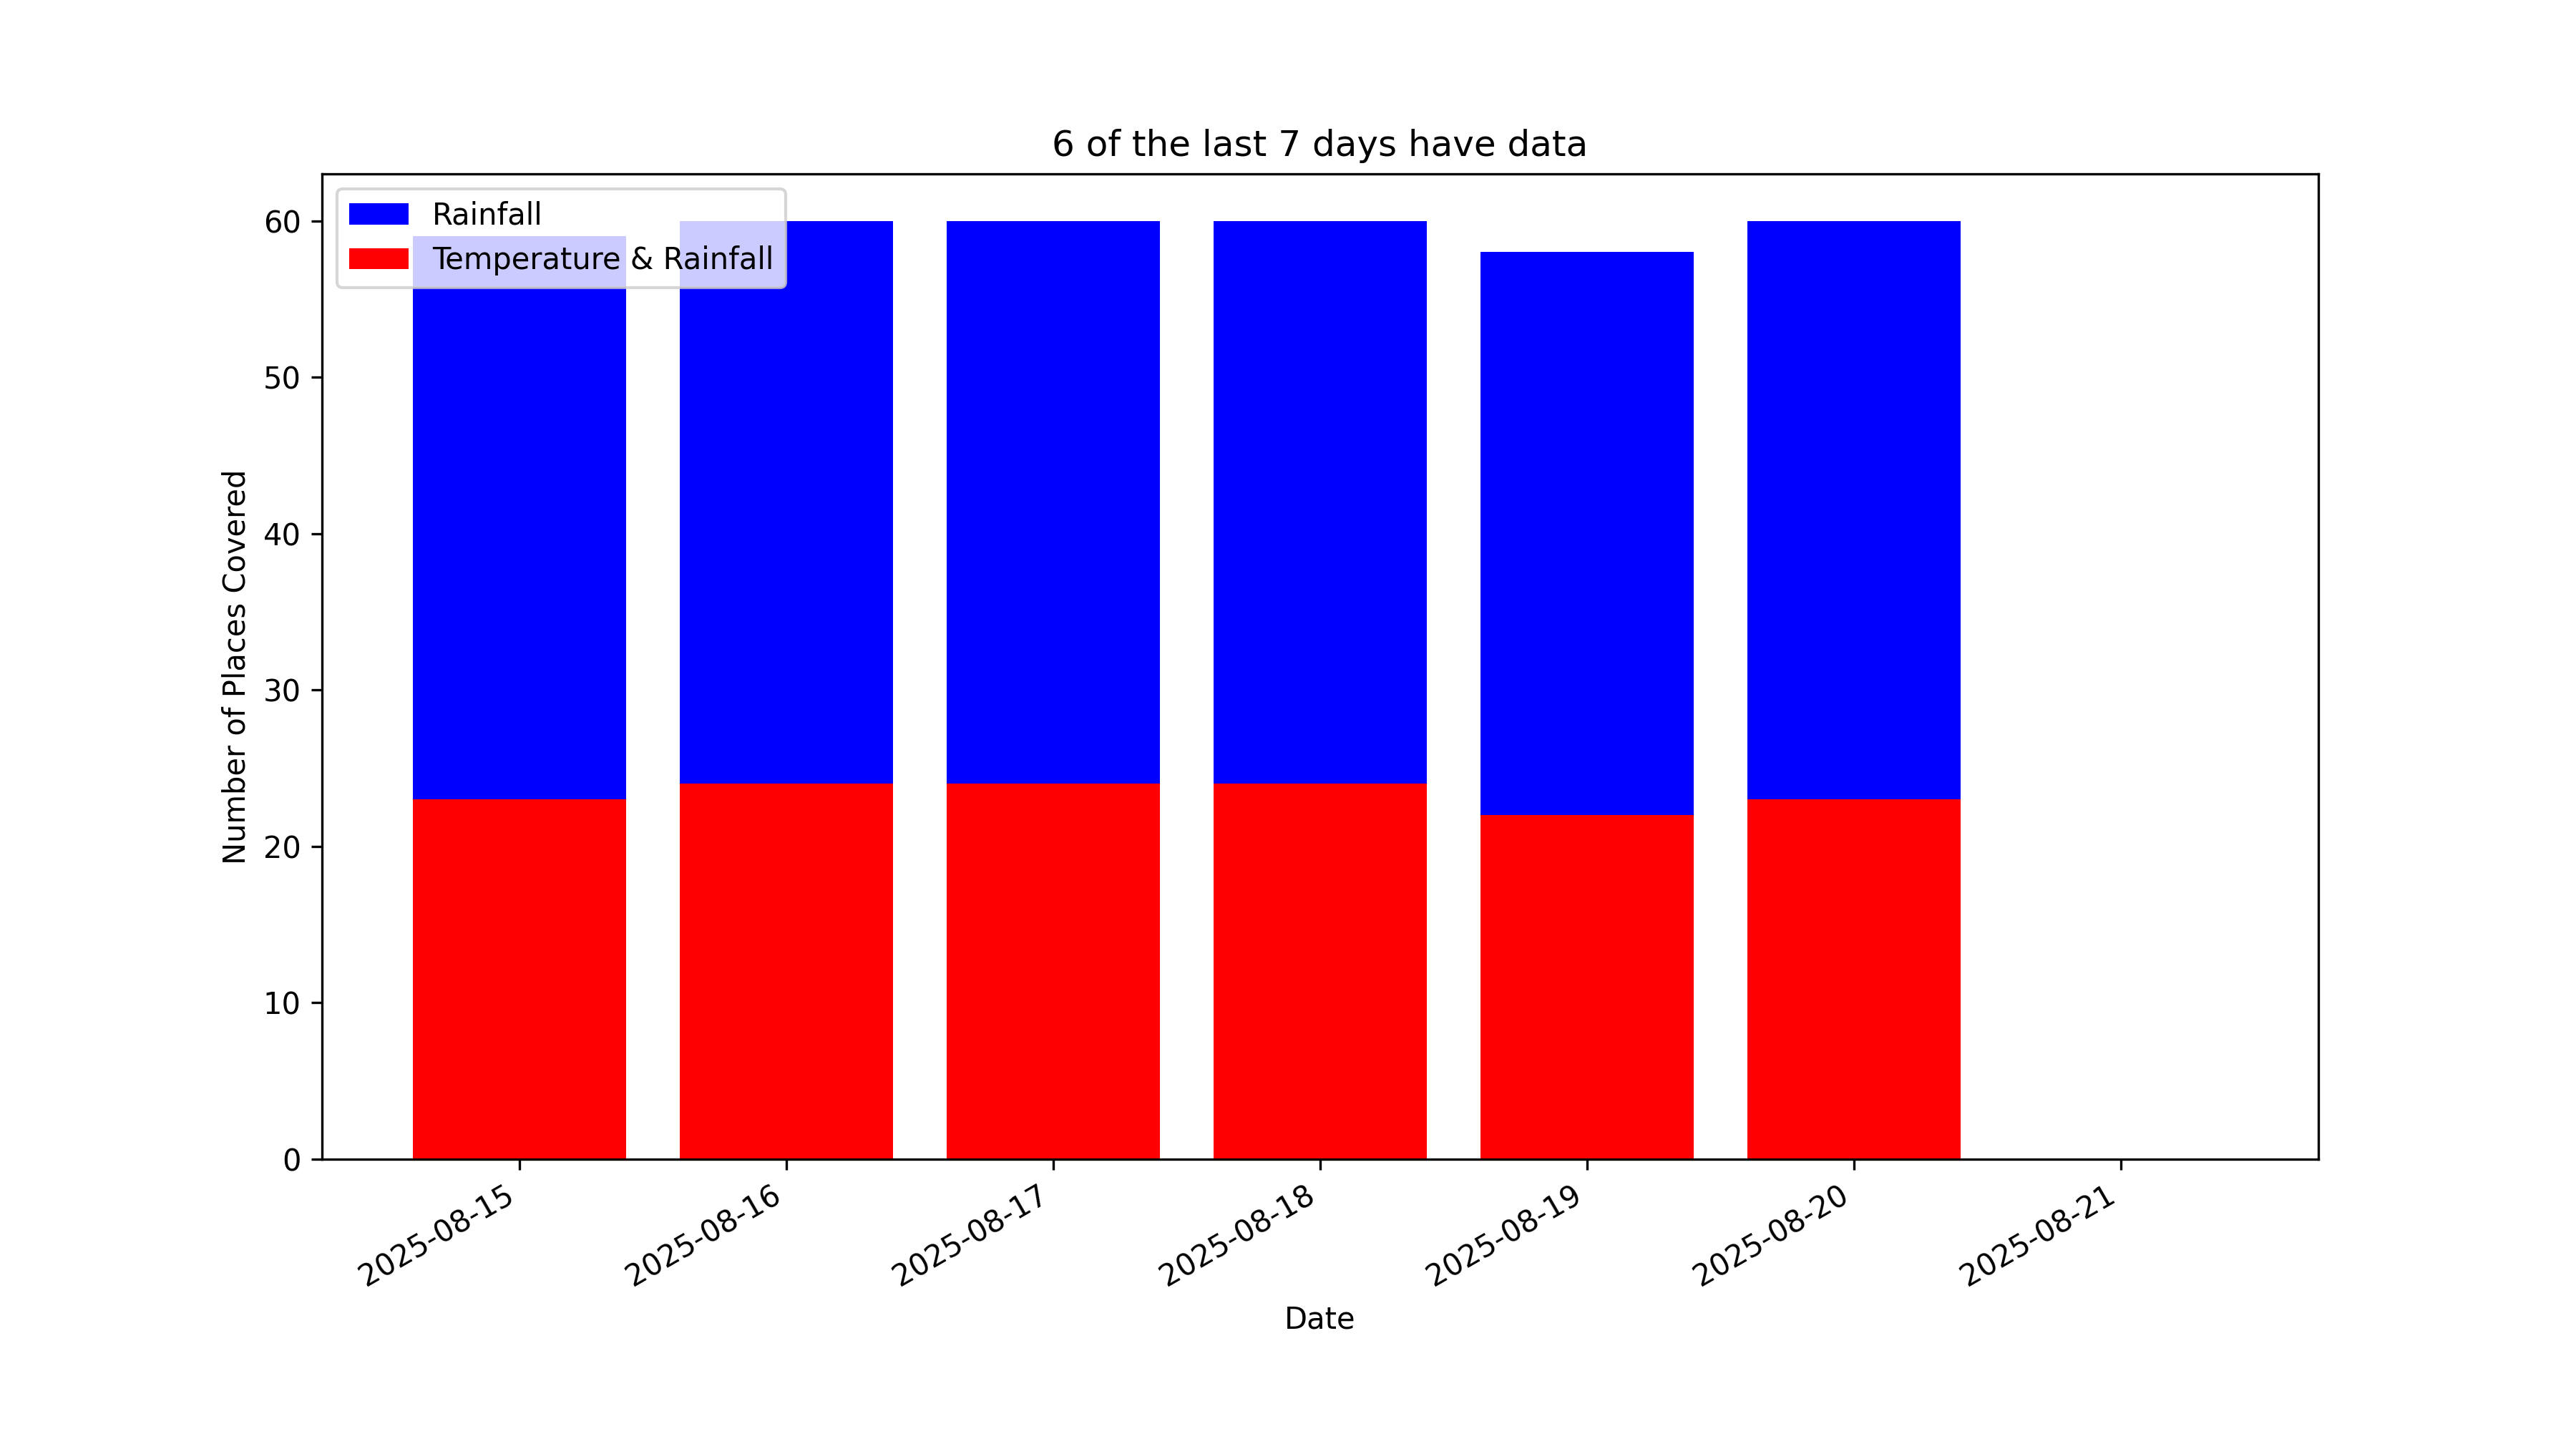 6 of the last 7 days have data
Rainfall
Temperature & Rainfall
60
50
40
30
20
10
0
Number of Places Covered
2025-08-15
2025-08-16
2025-08-17
2025-08-18
2025-08-19
2025-08-20
2025-08-21
Date